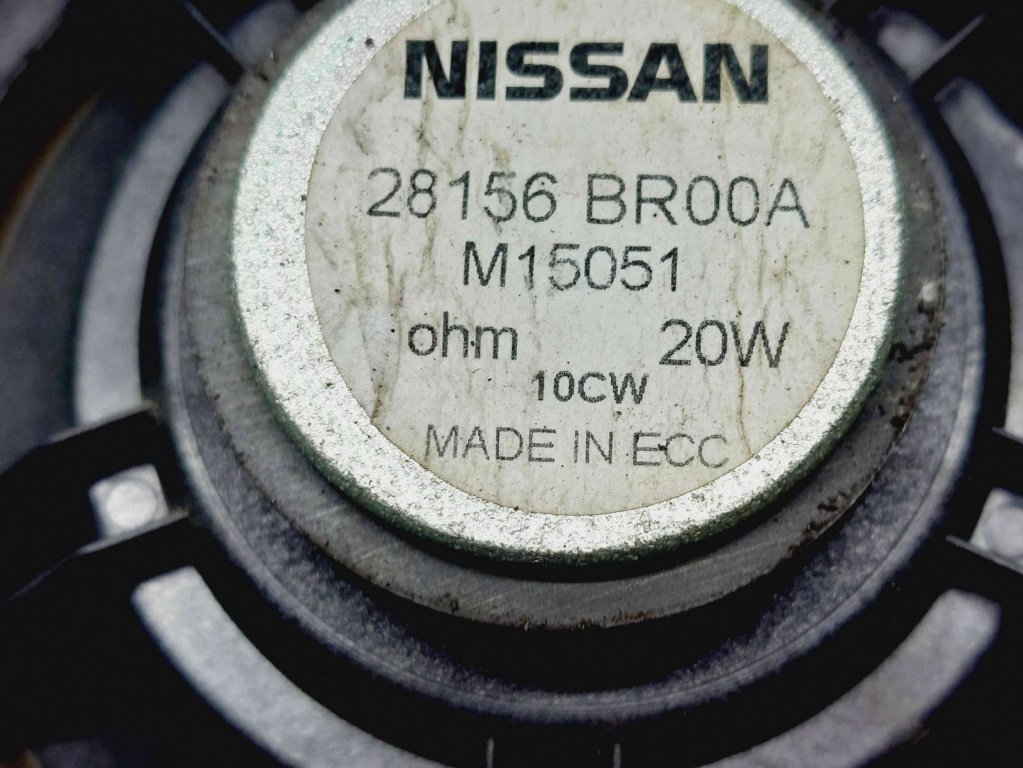 NISSAN
28156 BR00A
M15051
ohm 20W
10CW
MADE IN ECC